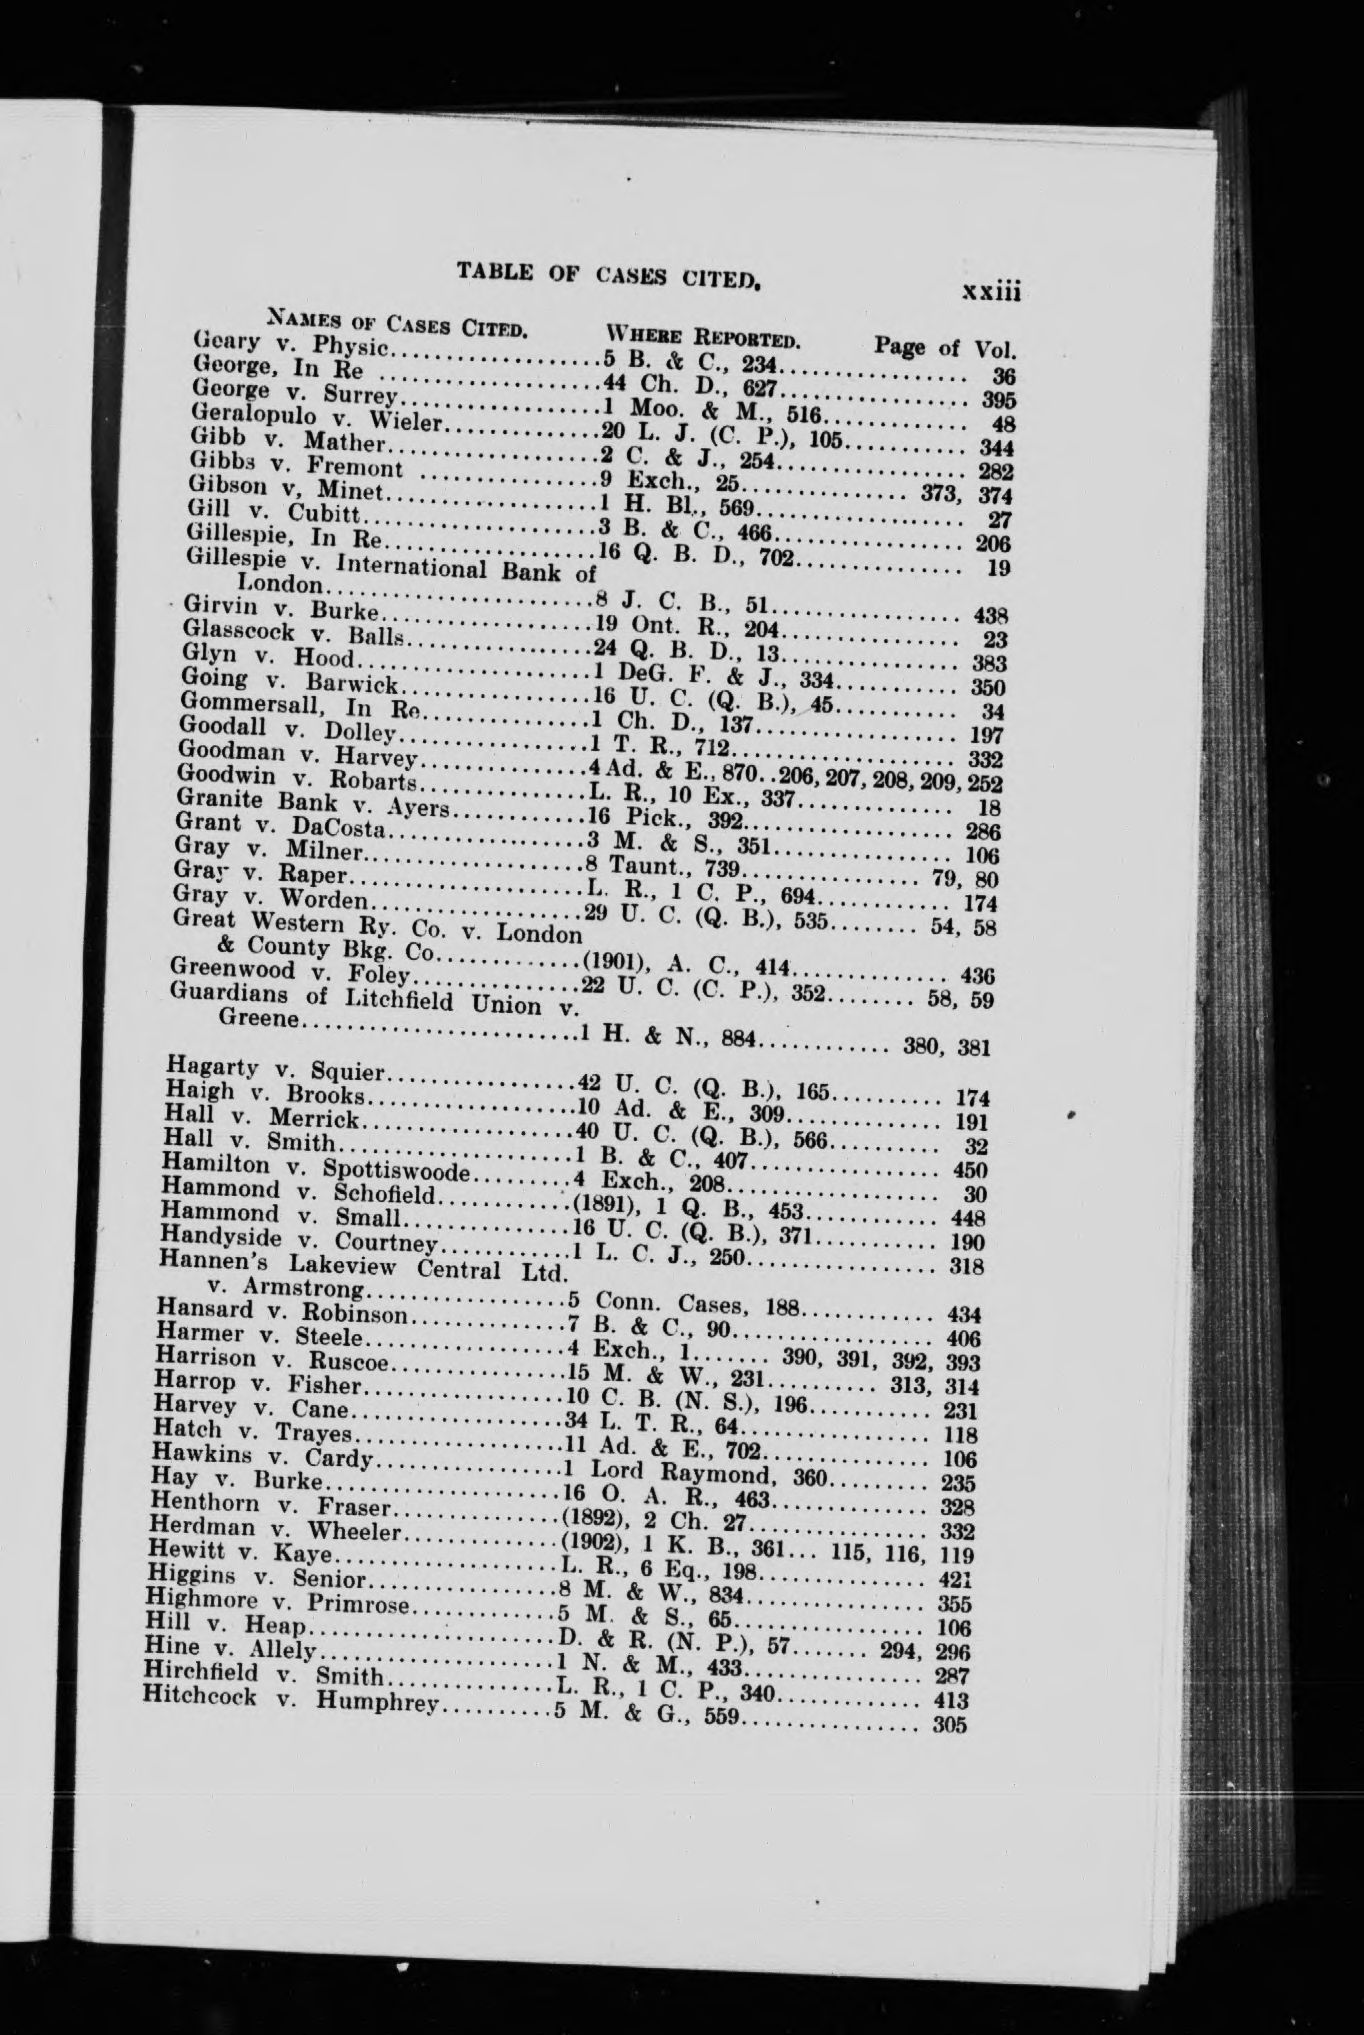 TABLE OF CASES CITED. xxiii
NAMES OF CASES CITED. WHERE REPORTED. Page of Vol.
Geary v. Physic...................5 B. & C., 234................. 36
George, In Re ....................44 Ch. D., 627................. 395
George v. Surrey..................1 Moo. & M., 516............. 48
Geralopulo v. Wieler..............20 L. J. (C. P.), 105........... 344
Gibb v. Mather...................2 C. & J., 254................. 282
Gibbs v. Fremont ................9 Exch., 25............... 373, 374
Gibson v, Minet...................1 H. Bl., 569................... 27
Gill v. Cubitt.....................3 B. & C., 466................. 206
Gillespie, In Re...................16 Q. B. D., 702............... 19
Gillespie v. International Bank of
London........................8 J. C. B., 51................. 438
Girvin v. Burke...................19 Ont. R., 204................ 23
Glasscock v. Balls.................24 Q. B. D., 13................ 383
Glyn v. Hood.....................1 DeG. F. & J., 334........... 350
Going v. Barwick.................16 U. C. (Q. B.), 45........... 34
Gommersall, In Re...............1 Ch. D., 137.................. 197
Goodall v. Dolley.................1 T. R., 712.................... 332
Goodman v. Harvey...............4 Ad. & E., 870..206, 207, 208, 209, 252
Goodwin v. Robarts...............L. R., 10 Ex., 337.............. 18
Granite Bank v. Ayers............16 Pick., 392................... 286
Grant v. DaCosta..................3 M. & S., 351................ 106
Gray v. Milner....................8 Taunt., 739................ 79, 80
Gray v. Raper.....................L. R., 1 C. P., 694............ 174
Gray v. Worden...................29 U. C. (Q. B.), 535........ 54, 58
Great Western Ry. Co. v. London
& County Bkg. Co.............(1901), A. C., 414.............. 436
Greenwood v. Foley...............22 U. C. (C. P.), 352........ 58, 59
Guardians of Litchfield Union v.
Greene.........................1 H. & N., 884............ 380, 381
Hagarty v. Squier.................42 U. C. (Q. B.), 165.......... 174
Haigh v. Brooks...................10 Ad. & E., 309.............. 191
Hall v. Merrick...................40 U. C. (Q. B.), 566.......... 32
Hall v. Smith.....................1 B. & C., 407................. 450
Hamilton v. Spottiswoode.........4 Exch., 208................... 30
Hammond v. Schofield............(1891), 1 Q. B., 453............ 448
Hammond v. Small...............16 U. C. (Q. B.), 371........... 190
Handyside v. Courtney............1 L. C. J., 250................. 318
Hannen's Lakeview Central Ltd.
v. Armstrong..................5 Conn. Cases, 188............ 434
Hansard v. Robinson..............7 B. & C., 90.................. 406
Harmer v. Steele..................4 Exch., 1....... 390, 391, 392, 393
Harrison v. Ruscoe................15 M. & W., 231.......... 313, 314
Harrop v. Fisher..................10 C. B. (N. S.), 196........... 231
Harvey v. Cane...................34 L. T. R., 64................. 118
Hatch v. Trayes...................11 Ad. & E., 702............... 106
Hawkins v. Cardy.................1 Lord Raymond, 360......... 235
Hay v. Burke.....................16 O. A. R., 463.............. 328
Henthorn v. Fraser...............(1892), 2 Ch. 27................ 332
Herdman v. Wheeler..............(1902), 1 K. B., 361... 115, 116, 119
Hewitt v. Kaye....................L. R., 6 Eq., 198............... 421
Higgins v. Senior.................8 M. & W., 834................ 355
Highmore v. Primrose.............5 M. & S., 65................. 106
Hill v. Heap......................D. & R. (N. P.), 57....... 294, 296
Hine v. Allely.....................1 N. & M., 433................ 287
Hirchfield v. Smith...............L. R., 1 C. P., 340............. 413
Hitchcock v. Humphrey..........5 M. & G., 559................ 305